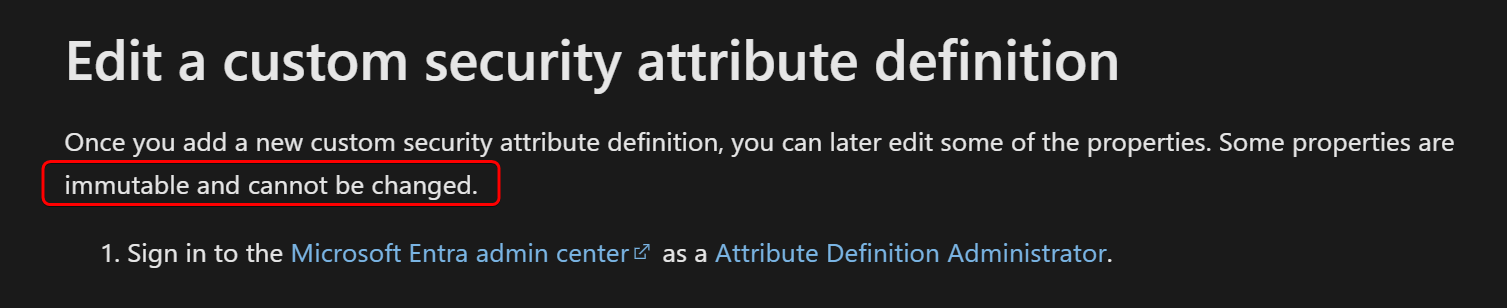 Edit a custom security attribute definition
Once you add a new custom security attribute definition, you can later edit some of the properties. Some properties are
immutable and cannot be changed.
1. Sign in to the Microsoft Entra admin center as a Attribute Definition Administrator.